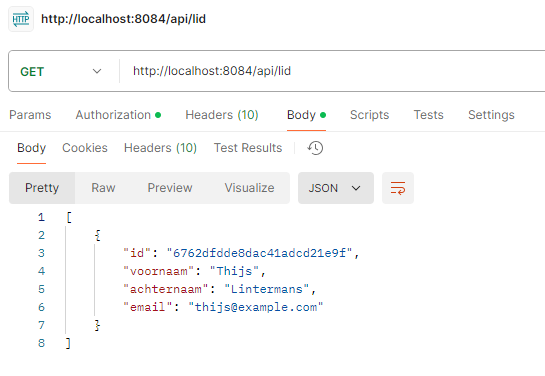 HTTP http://localhost:8084/api/lid
GET http://localhost:8084/api/lid
Params Authorization Headers (10) Body Scripts Tests Settings
Body Cookies Headers (10) Test Results
Pretty Raw Preview Visualize JSON
1 [
2 {
3 "id": "6762dfdde8dac41adcd21e9f",
4 "voornaam": "Thijs",
5 "achternaam": "Lintermans",
6 "email": "thijs@example.com"
7 }
8 ]